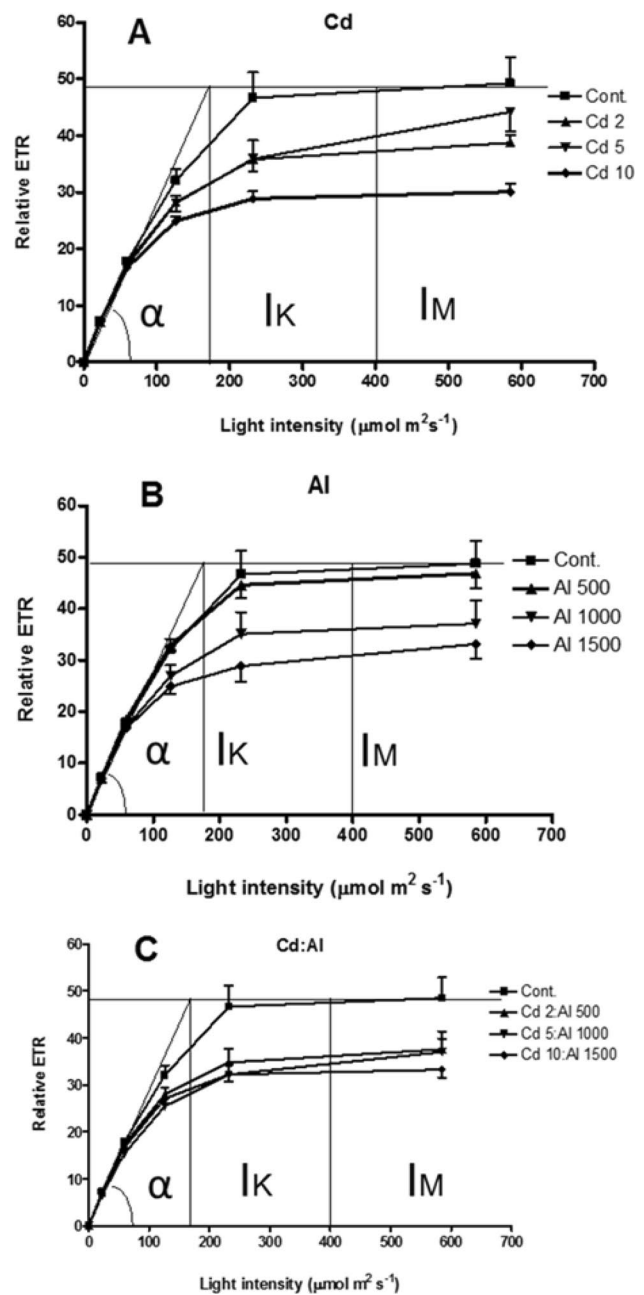 A
Cd
60
50
40
30
20
10
0
Relative ETR
α
IK
IM
Cont.
Cd 2
Cd 5
Cd 10
0 100 200 300 400 500 600 700
Light intensity (μmol m²s⁻¹)
B
Al
60
50
40
30
20
10
0
Relative ETR
α
IK
IM
Cont.
Al 500
Al 1000
Al 1500
0 100 200 300 400 500 600 700
Light intensity (μmol m² s⁻¹)
C
Cd:Al
60
50
40
30
20
10
0
Relative ETR
α
IK
IM
Cont.
Cd 2:Al 500
Cd 5:Al 1000
Cd 10:Al 1500
0 100 200 300 400 500 600 700
Light intensity (μmol m² s⁻¹)